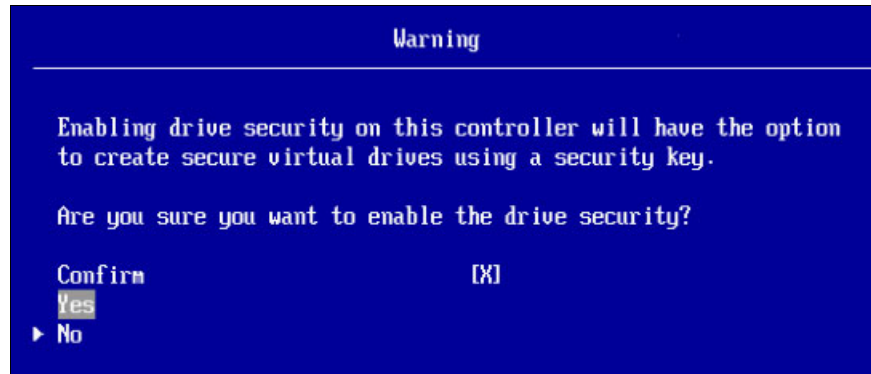 Warning
Enabling drive security on this controller will have the option
to create secure virtual drives using a security key.
Are you sure you want to enable the drive security?
Confirm [X]
Yes
No